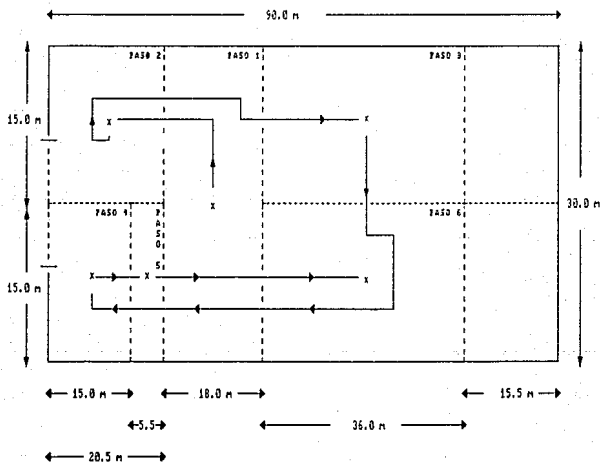 90.0 m
PASO 2
PASO 1
PASO 3
15.0 m
x
x
x
30.0 m
PASO 4
PASO 5
PASO 6
15.0 m
x
x
x
15.0 m
18.0 m
15.5 m
5.5
36.0 m
20.5 m